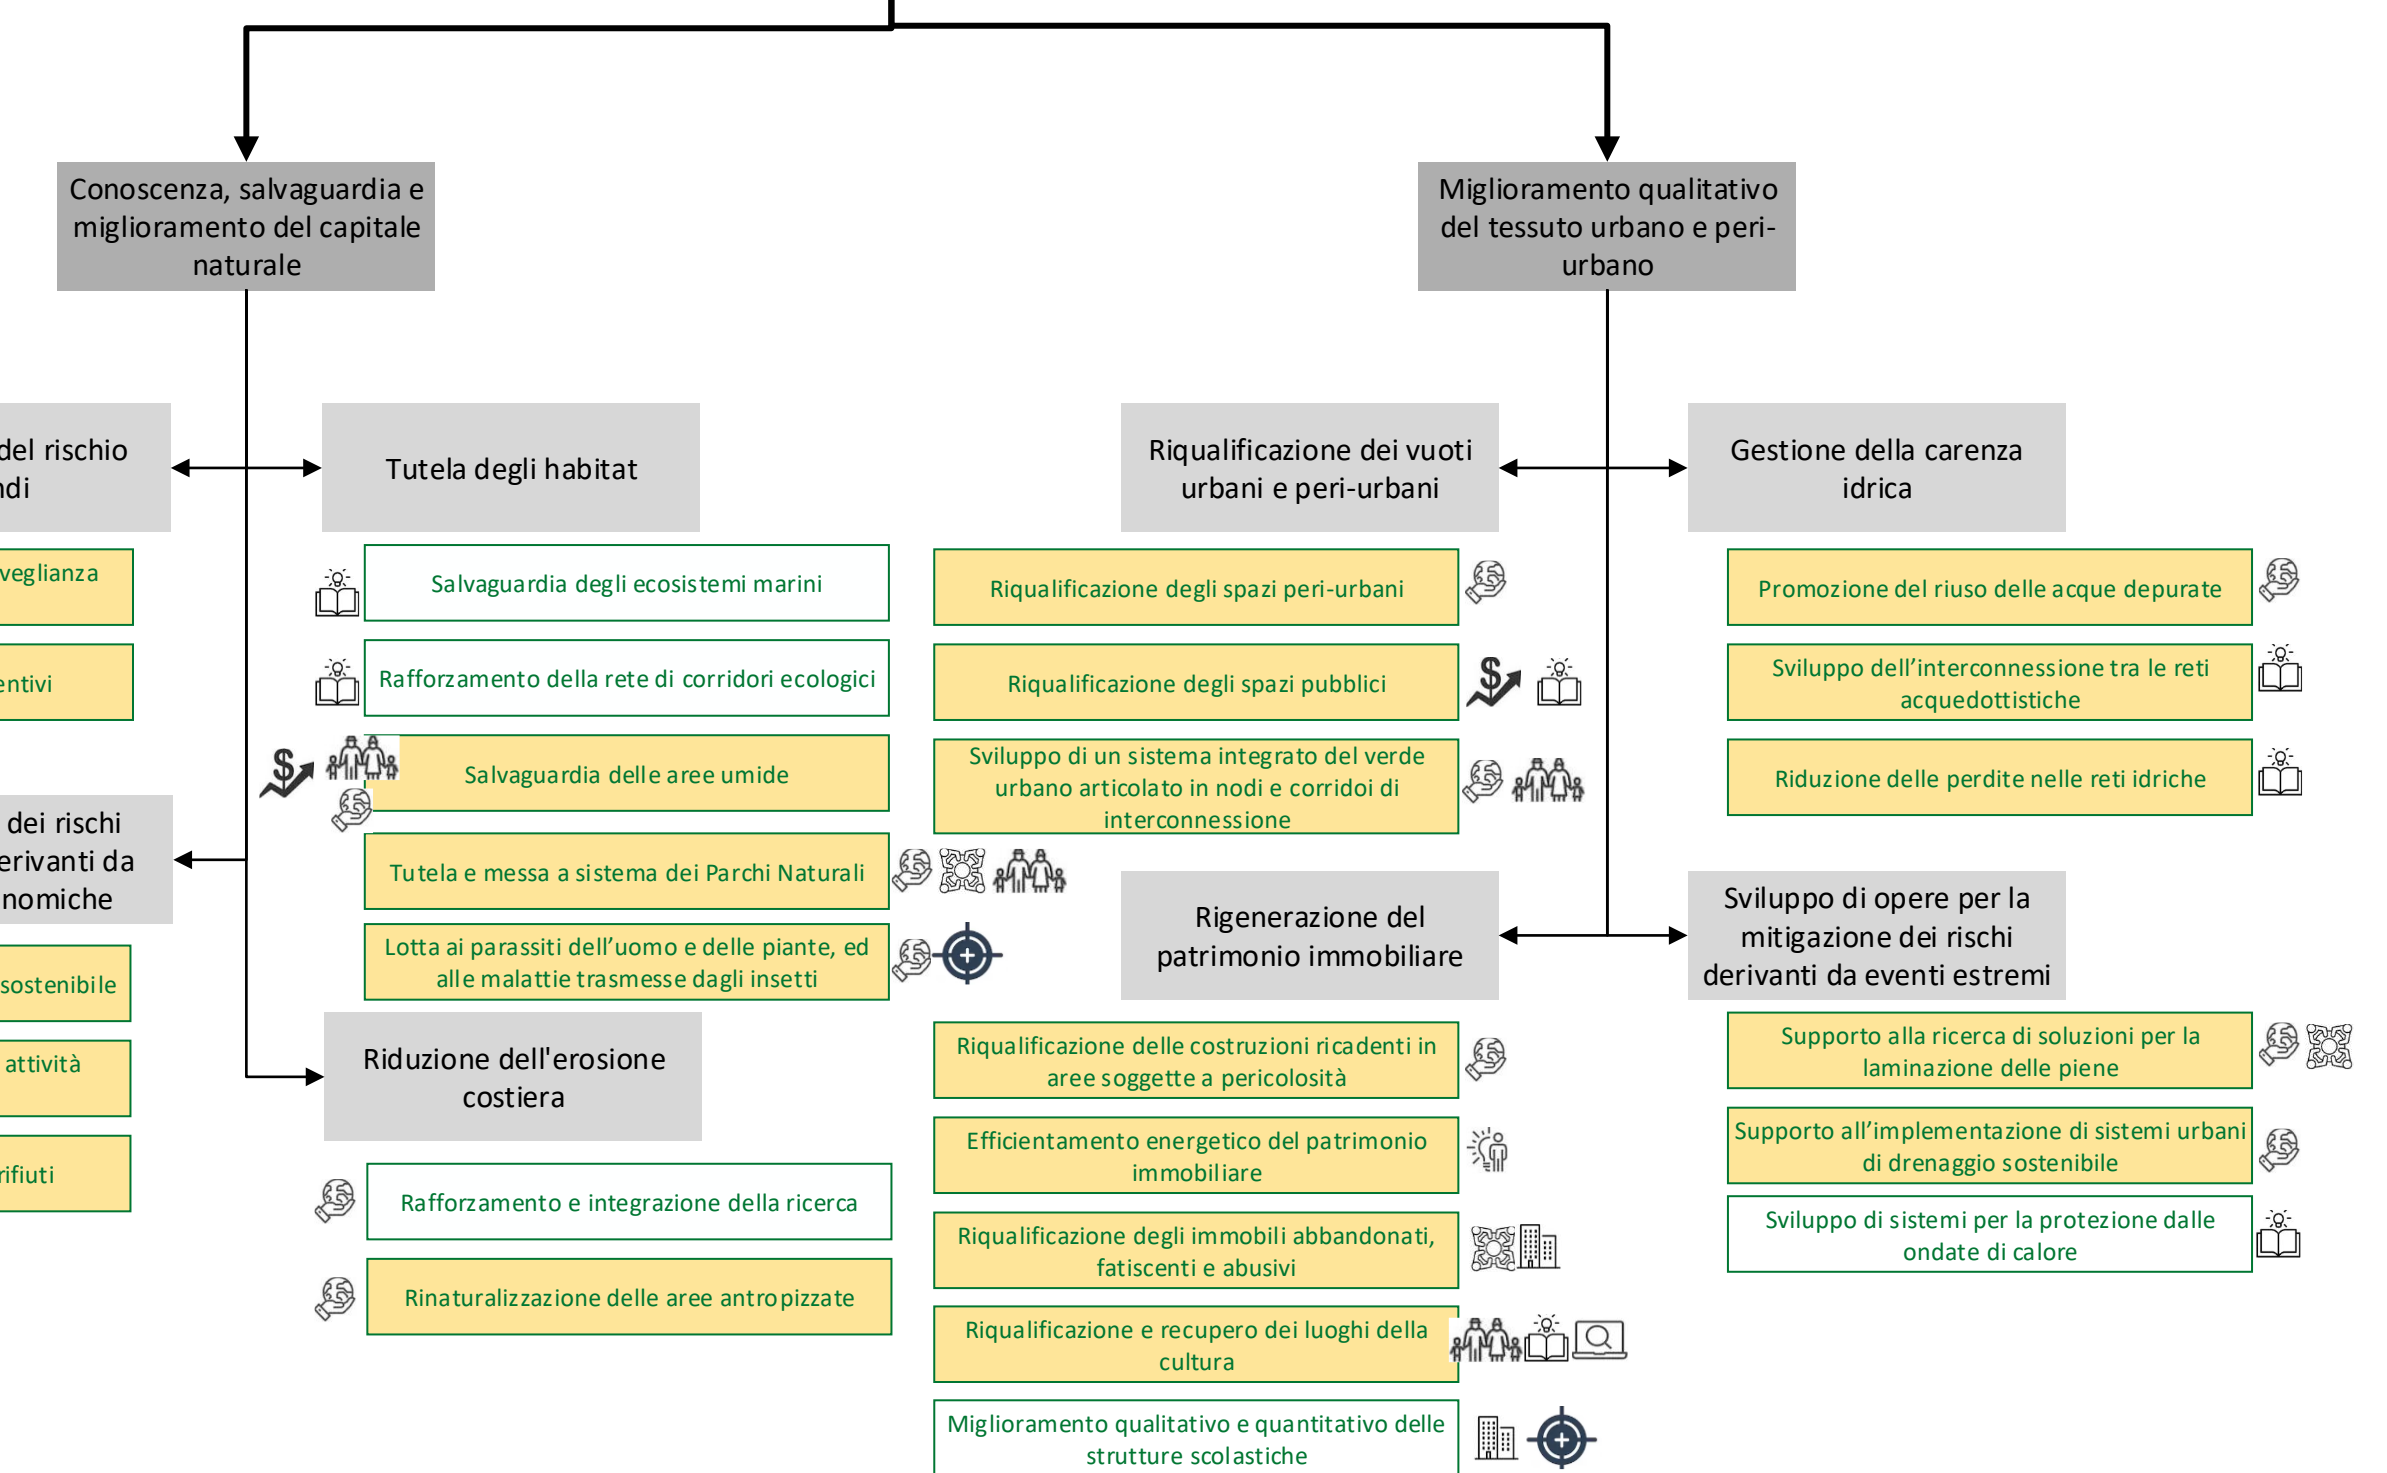 Conoscenza, salvaguardia e
miglioramento del capitale
naturale
Miglioramento qualitativo
del tessuto urbano e peri-
urbano
del rischio
ndi
Tutela degli habitat
Riqualificazione dei vuoti
urbani e peri-urbani
Gestione della carenza
idrica
veglianza
entivi
Salvaguardia degli ecosistemi marini
Rafforzamento della rete di corridori ecologici
Salvaguardia delle aree umide
Tutela e messa a sistema dei Parchi Naturali
Lotta ai parassiti dell’uomo e delle piante, ed
alle malattie trasmesse dagli insetti
Riqualificazione degli spazi peri-urbani
Riqualificazione degli spazi pubblici
Sviluppo di un sistema integrato del verde
urbano articolato in nodi e corridoi di
interconnessione
Promozione del riuso delle acque depurate
Sviluppo dell’interconnessione tra le reti
acquedottistiche
Riduzione delle perdite nelle reti idriche
dei rischi
erivanti da
nomiche
sostenibile
attività
rifiuti
Riduzione dell'erosione
costiera
Rafforzamento e integrazione della ricerca
Rinaturalizzazione delle aree antropizzate
Rigenerazione del
patrimonio immobiliare
Riqualificazione delle costruzioni ricadenti in
aree soggette a pericolosità
Efficientamento energetico del patrimonio
immobiliare
Riqualificazione degli immobili abbandonati,
fatiscenti e abusivi
Riqualificazione e recupero dei luoghi della
cultura
Miglioramento qualitativo e quantitativo delle
strutture scolastiche
Sviluppo di opere per la
mitigazione dei rischi
derivanti da eventi estremi
Supporto alla ricerca di soluzioni per la
laminazione delle piene
Supporto all’implementazione di sistemi urbani
di drenaggio sostenibile
Sviluppo di sistemi per la protezione dalle
ondate di calore